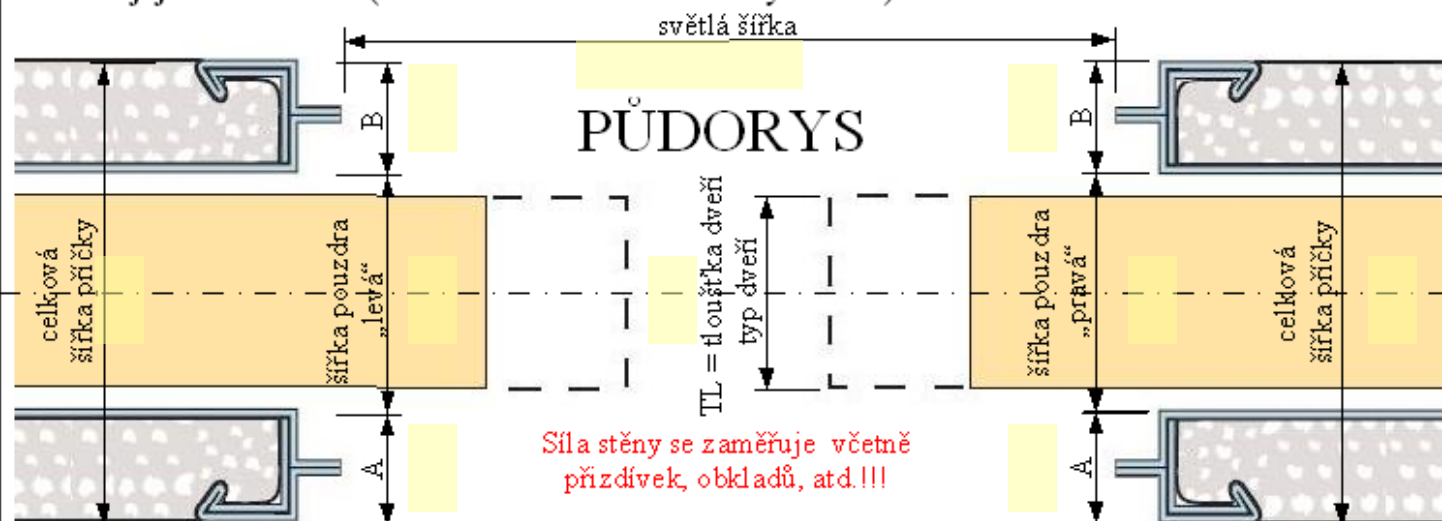 světlá šířka
B
PŮDORYS
B
celková
šířka příčky
šířka pouzdra
„levá“
TL = tloušťka dveří
typ dveří
šířka pouzdra
„pravá“
celková
šířka příčky
A
Síla stěny se zaměřuje včetně
přizdívek, obkladů, atd.!!!
A